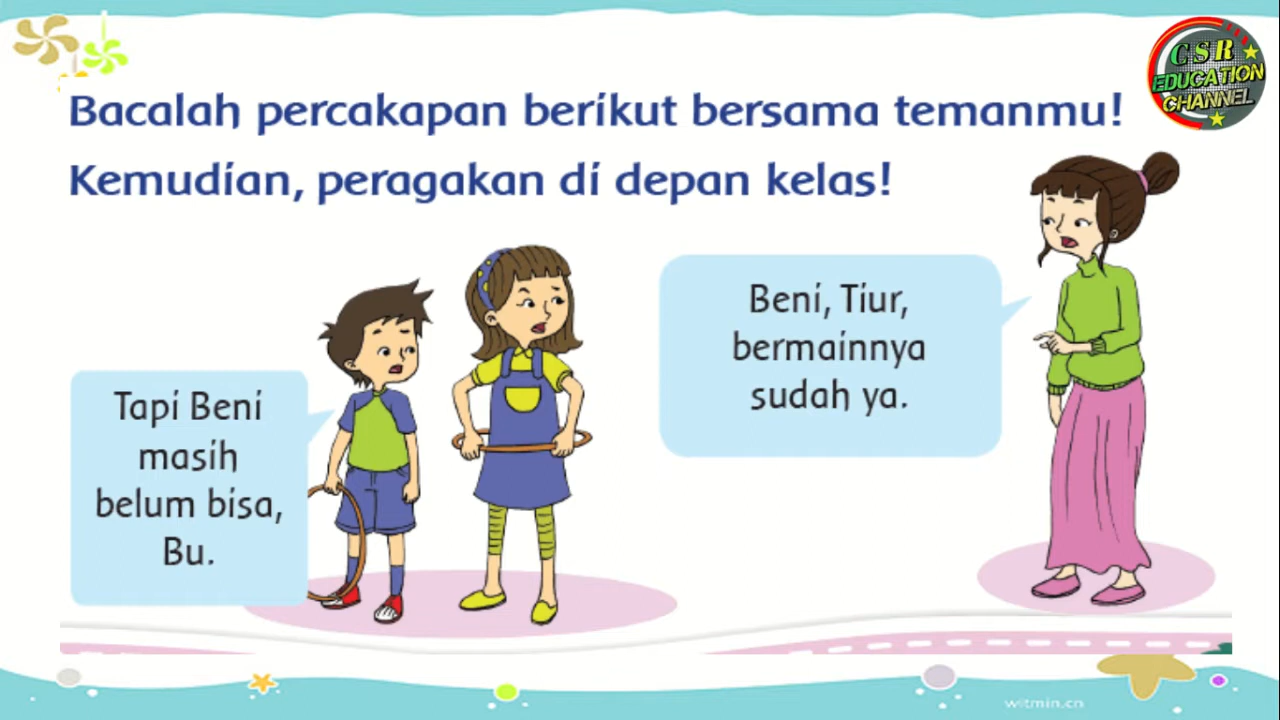 CSR
EDUCATION
CHANNEL
Bacalah percakapan berikut bersama temanmu!
Kemudian, peragakan di depan kelas!
Beni, Tiur,
bermainnya
sudah ya.
Tapi Beni
masih
belum bisa,
Bu.
witmin.cn